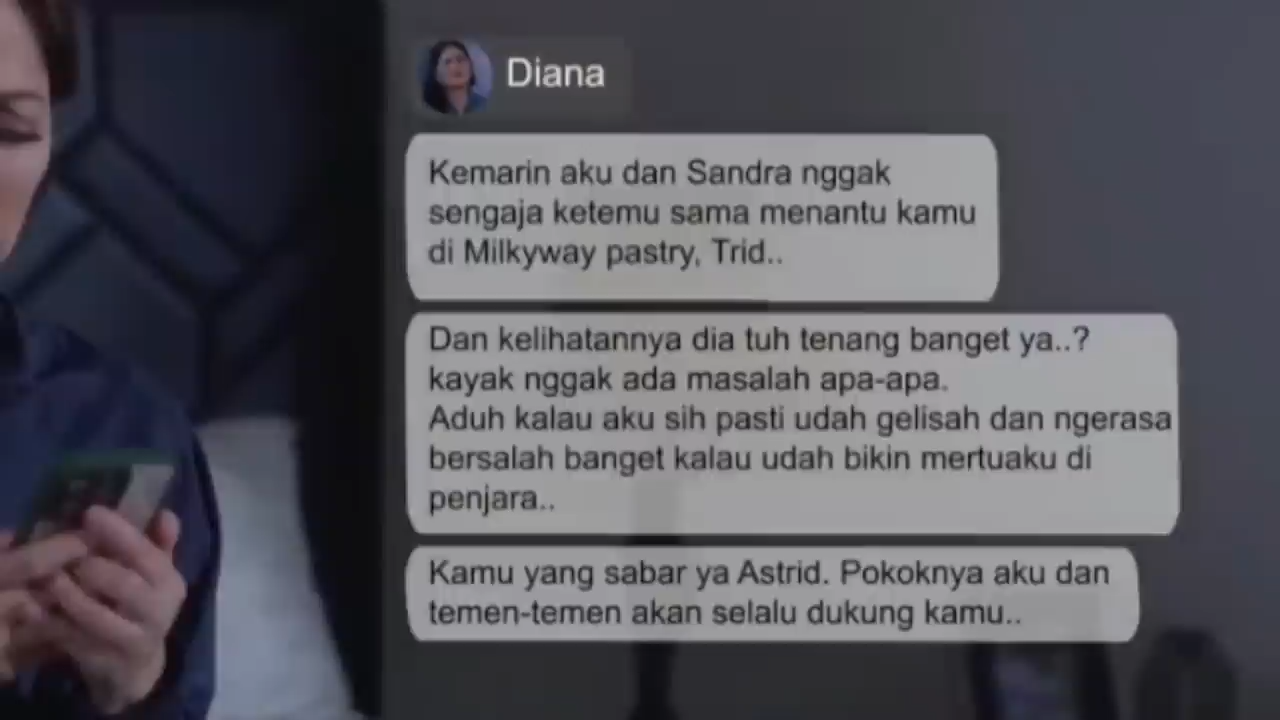 Diana
Kemarin aku dan Sandra nggak
sengaja ketemu sama menantu kamu
di Milkyway pastry, Trid..
Dan kelihatannya dia tuh tenang banget ya..?
kayak nggak ada masalah apa-apa.
Aduh kalau aku sih pasti udah gelisah dan ngerasa
bersalah banget kalau udah bikin mertuaku di
penjara..
Kamu yang sabar ya Astrid. Pokoknya aku dan
temen-temen akan selalu dukung kamu..